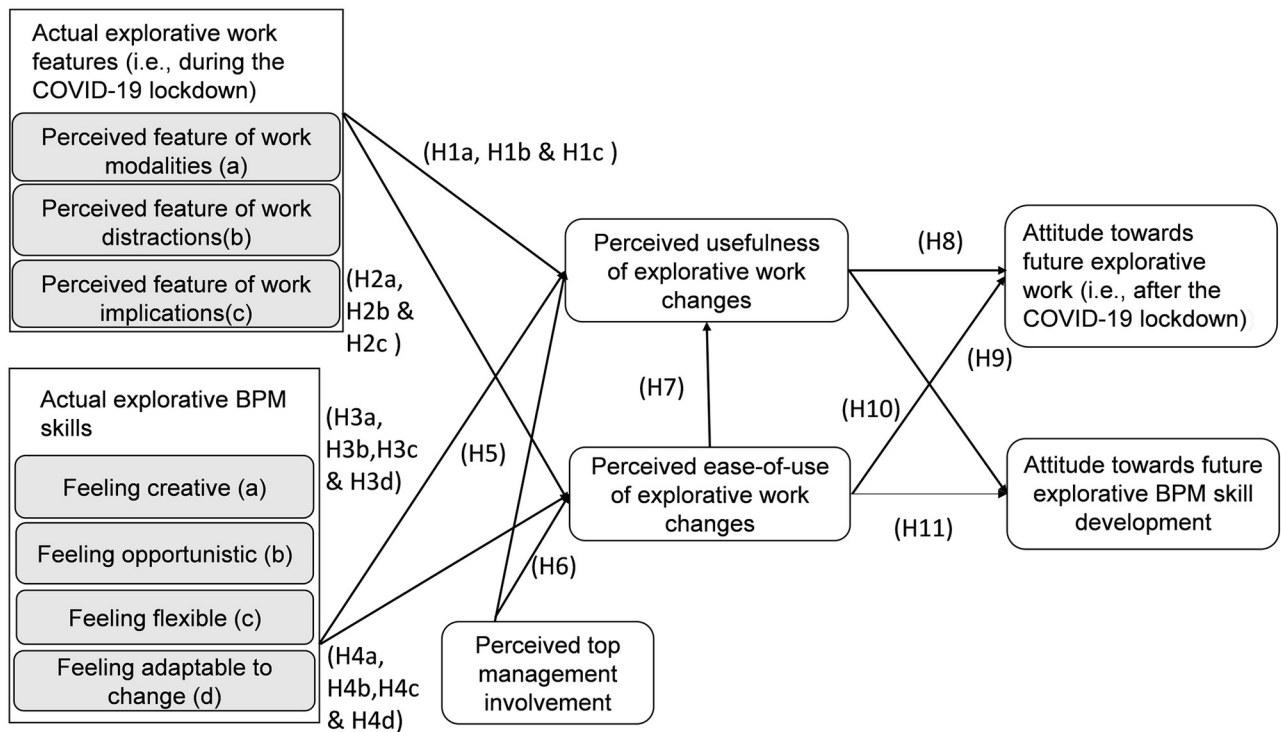 Actual explorative work
features (i.e., during the
COVID-19 lockdown)
Perceived feature of work
modalities (a)
Perceived feature of work
distractions(b)
Perceived feature of work
implications(c)
(H1a, H1b & H1c )
(H2a,
H2b &
H2c )
Actual explorative BPM
skills
Feeling creative (a)
Feeling opportunistic (b)
Feeling flexible (c)
Feeling adaptable to
change (d)
(H3a,
H3b,H3c
& H3d)
(H4a,
H4b,H4c
& H4d)
(H5)
(H6)
Perceived top
management
involvement
Perceived usefulness
of explorative work
changes
(H7)
Perceived ease-of-use
of explorative work
changes
(H8)
(H9)
(H10)
(H11)
Attitude towards
future explorative
work (i.e., after the
COVID-19 lockdown)
Attitude towards future
explorative BPM skill
development